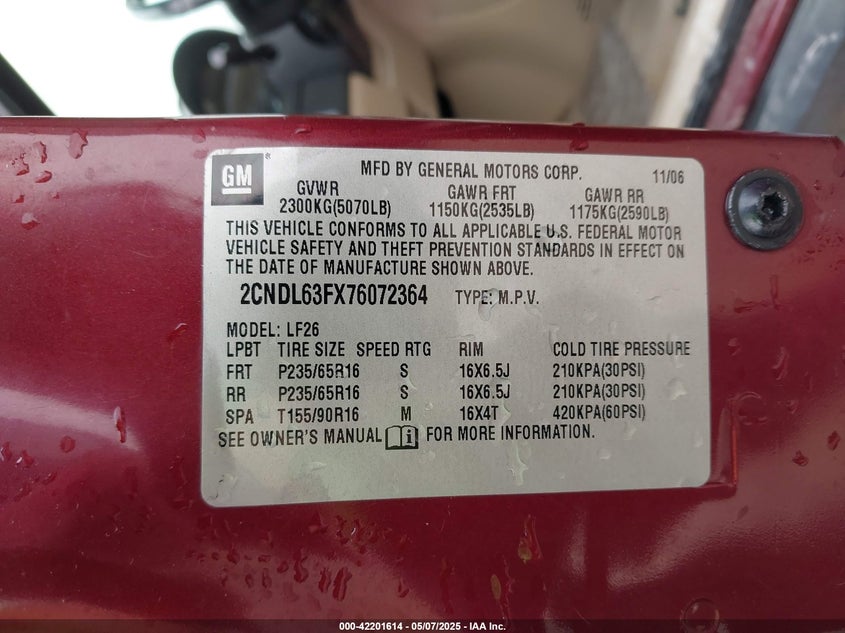 GM
MFD BY GENERAL MOTORS CORP. 11/06
GVWR GAWR FRT GAWR RR
2300KG(5070LB) 1150KG(2535LB) 1175KG(2590LB)
THIS VEHICLE CONFORMS TO ALL APPLICABLE U.S. FEDERAL MOTOR
VEHICLE SAFETY AND THEFT PREVENTION STANDARDS IN EFFECT ON
THE DATE OF MANUFACTURE SHOWN ABOVE.
2CNDL63FX76072364 TYPE: M.P.V.
MODEL: LF26
LPBT TIRE SIZE SPEED RTG RIM COLD TIRE PRESSURE
FRT P235/65R16 S 16X6.5J 210KPA(30PSI)
RR P235/65R16 S 16X6.5J 210KPA(30PSI)
SPA T155/90R16 M 16X4T 420KPA(60PSI)
SEE OWNER'S MANUAL i FOR MORE INFORMATION.
000-42201614 - 05/07/2025 - IAA Inc.